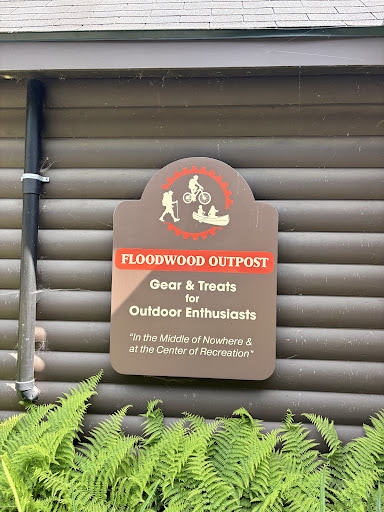 FLOODWOOD OUTPOST
Gear & Treats
for
Outdoor Enthusiasts
"In the Middle of Nowhere &
at the Center of Recreation"